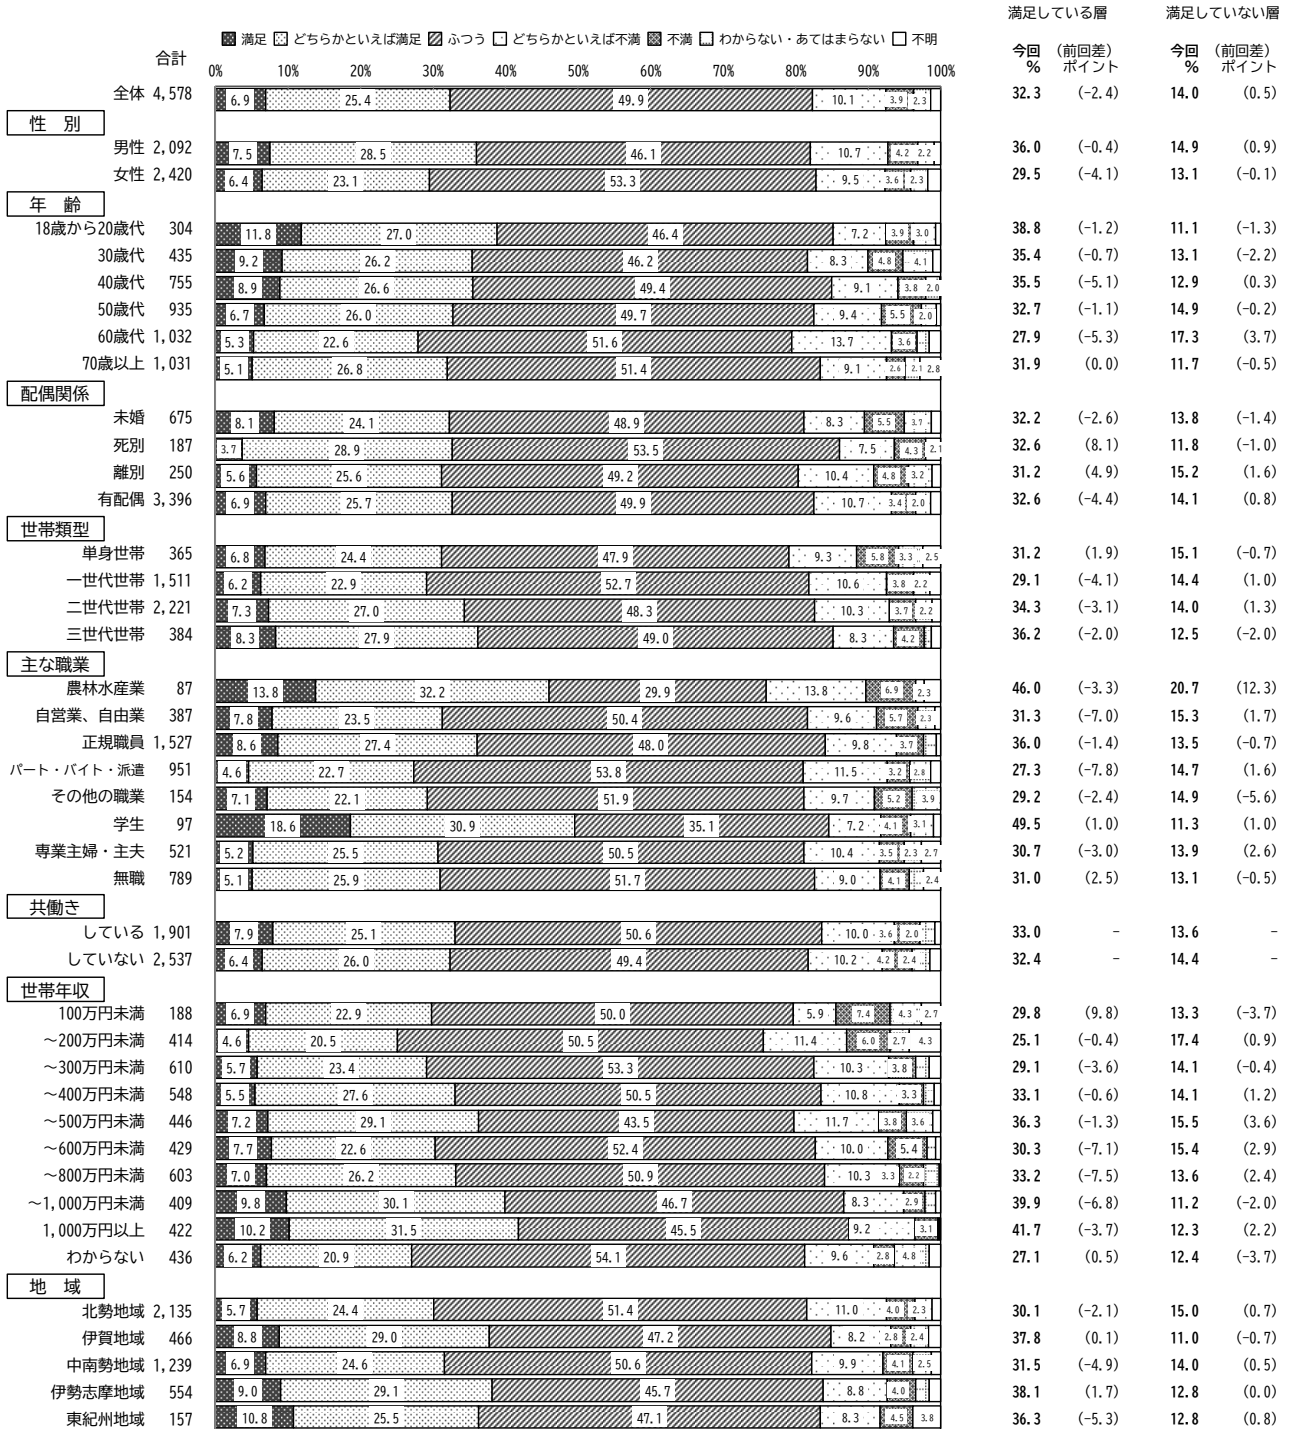 満足している層 満足していない層
満足 どちらかといえば満足 ふつう どちらかといえば不満 不満 わからない・あてはまらない 不明
合計 今回 (前回差) 今回 (前回差)
% ポイント % ポイント
0% 10% 20% 30% 40% 50% 60% 70% 80% 90% 100%
全体 4,578 6.9 25.4 49.9 10.1 3.9 2.3 32.3 (-2.4) 14.0 (0.5)
性 別
男性 2,092 7.5 28.5 46.1 10.7 4.2 2.2 36.0 (-0.4) 14.9 (0.9)
女性 2,420 6.4 23.1 53.3 9.5 3.6 2.3 29.5 (-4.1) 13.1 (-0.1)
年 齢
18歳から20歳代 304 11.8 27.0 46.4 7.2 3.9 3.0 38.8 (-1.2) 11.1 (-1.3)
30歳代 435 9.2 26.2 46.2 8.3 4.8 4.1 35.4 (-0.7) 13.1 (-2.2)
40歳代 755 8.9 26.6 49.4 9.1 3.8 2.0 35.5 (-5.1) 12.9 (0.3)
50歳代 935 6.7 26.0 49.7 9.4 5.5 2.0 32.7 (-1.1) 14.9 (-0.2)
60歳代 1,032 5.3 22.6 51.6 13.7 3.6 27.9 (-5.3) 17.3 (3.7)
70歳以上 1,031 5.1 26.8 51.4 9.1 2.6 2.1 2.8 31.9 (0.0) 11.7 (-0.5)
配偶関係
未婚 675 8.1 24.1 48.9 8.3 5.5 3.7 32.2 (-2.6) 13.8 (-1.4)
死別 187 3.7 28.9 53.5 7.5 4.3 2.1 32.6 (8.1) 11.8 (-1.0)
離別 250 5.6 25.6 49.2 10.4 4.8 3.2 31.2 (4.9) 15.2 (1.6)
有配偶 3,396 6.9 25.7 49.9 10.7 3.4 2.0 32.6 (-4.4) 14.1 (0.8)
世帯類型
単身世帯 365 6.8 24.4 47.9 9.3 5.8 3.3 2.5 31.2 (1.9) 15.1 (-0.7)
一世代世帯 1,511 6.2 22.9 52.7 10.6 3.8 2.2 29.1 (-4.1) 14.4 (1.0)
二世代世帯 2,221 7.3 27.0 48.3 10.3 3.7 2.2 34.3 (-3.1) 14.0 (1.3)
三世代世帯 384 8.3 27.9 49.0 8.3 4.2 36.2 (-2.0) 12.5 (-2.0)
主な職業
農林水産業 87 13.8 32.2 29.9 13.8 6.9 2.3 46.0 (-3.3) 20.7 (12.3)
自営業、自由業 387 7.8 23.5 50.4 9.6 5.7 2.3 31.3 (-7.0) 15.3 (1.7)
正規職員 1,527 8.6 27.4 48.0 9.8 3.7 36.0 (-1.4) 13.5 (-0.7)
パート・バイト・派遣 951 4.6 22.7 53.8 11.5 3.2 2.8 27.3 (-7.8) 14.7 (1.6)
その他の職業 154 7.1 22.1 51.9 9.7 5.2 3.9 29.2 (-2.4) 14.9 (-5.6)
学生 97 18.6 30.9 35.1 7.2 4.1 3.1 49.5 (1.0) 11.3 (1.0)
専業主婦・主夫 521 5.2 25.5 50.5 10.4 3.5 2.3 2.7 30.7 (-3.0) 13.9 (2.6)
無職 789 5.1 25.9 51.7 9.0 4.1 2.4 31.0 (2.5) 13.1 (-0.5)
共働き
している 1,901 7.9 25.1 50.6 10.0 3.6 2.0 33.0 - 13.6 -
していない 2,537 6.4 26.0 49.4 10.2 4.2 2.4 32.4 - 14.4 -
世帯年収
100万円未満 188 6.9 22.9 50.0 5.9 7.4 4.3 2.7 29.8 (9.8) 13.3 (-3.7)
～200万円未満 414 4.6 20.5 50.5 11.4 6.0 2.7 4.3 25.1 (-0.4) 17.4 (0.9)
～300万円未満 610 5.7 23.4 53.3 10.3 3.8 29.1 (-3.6) 14.1 (-0.4)
～400万円未満 548 5.5 27.6 50.5 10.8 3.3 33.1 (-0.6) 14.1 (1.2)
～500万円未満 446 7.2 29.1 43.5 11.7 3.8 3.6 36.3 (-1.3) 15.5 (3.6)
～600万円未満 429 7.7 22.6 52.4 10.0 5.4 30.3 (-7.1) 15.4 (2.9)
～800万円未満 603 7.0 26.2 50.9 10.3 3.3 2.2 33.2 (-7.5) 13.6 (2.4)
～1,000万円未満 409 9.8 30.1 46.7 8.3 2.9 39.9 (-6.8) 11.2 (-2.0)
1,000万円以上 422 10.2 31.5 45.5 9.2 3.1 41.7 (-3.7) 12.3 (2.2)
わからない 436 6.2 20.9 54.1 9.6 2.8 4.8 27.1 (0.5) 12.4 (-3.7)
地 域
北勢地域 2,135 5.7 24.4 51.4 11.0 4.0 2.3 30.1 (-2.1) 15.0 (0.7)
伊賀地域 466 8.8 29.0 47.2 8.2 2.8 2.4 37.8 (0.1) 11.0 (-0.7)
中南勢地域 1,239 6.9 24.6 50.6 9.9 4.1 2.5 31.5 (-4.9) 14.0 (0.5)
伊勢志摩地域 554 9.0 29.1 45.7 8.8 4.0 38.1 (1.7) 12.8 (0.0)
東紀州地域 157 10.8 25.5 47.1 8.3 4.5 3.8 36.3 (-5.3) 12.8 (0.8)